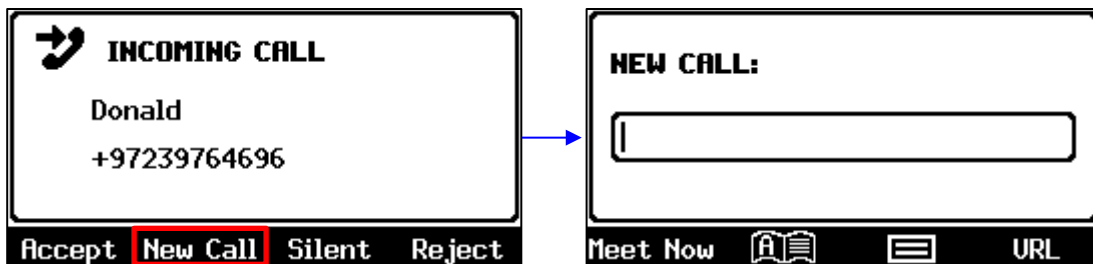 INCOMING CALL
Donald
+97239764696
Accept New Call Silent Reject
NEW CALL:
Meet Now A URL